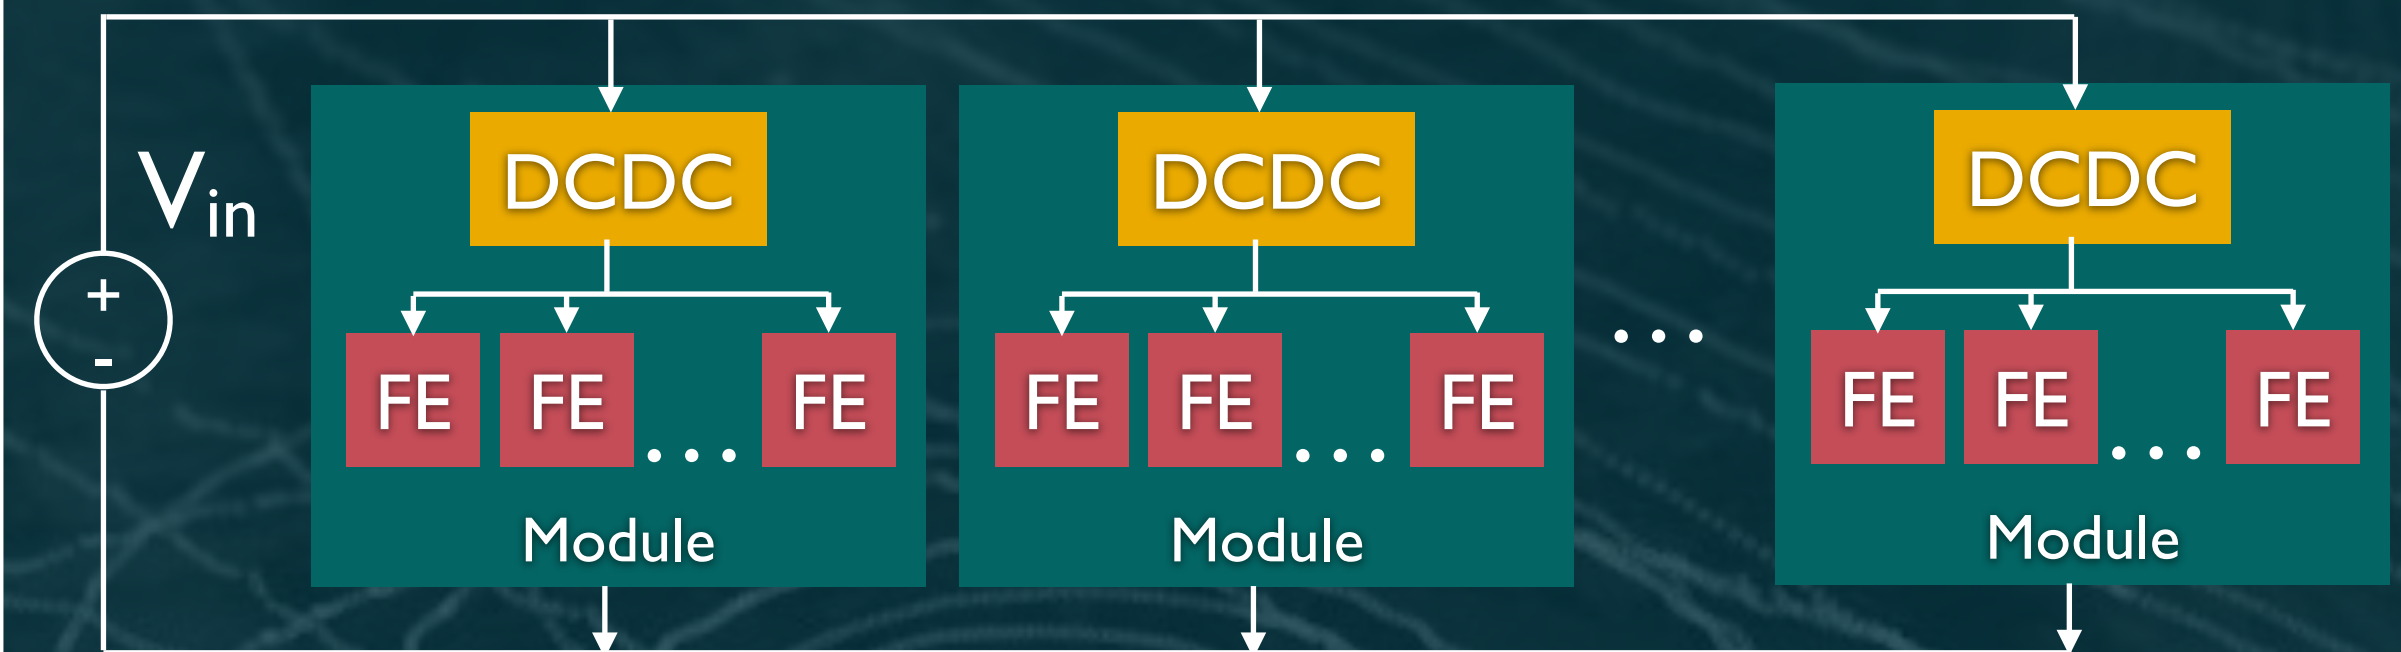 DCDC DCDC DCDC
Vin
+
-
FE FE ... FE FE FE ... FE ... FE FE ... FE
Module Module Module